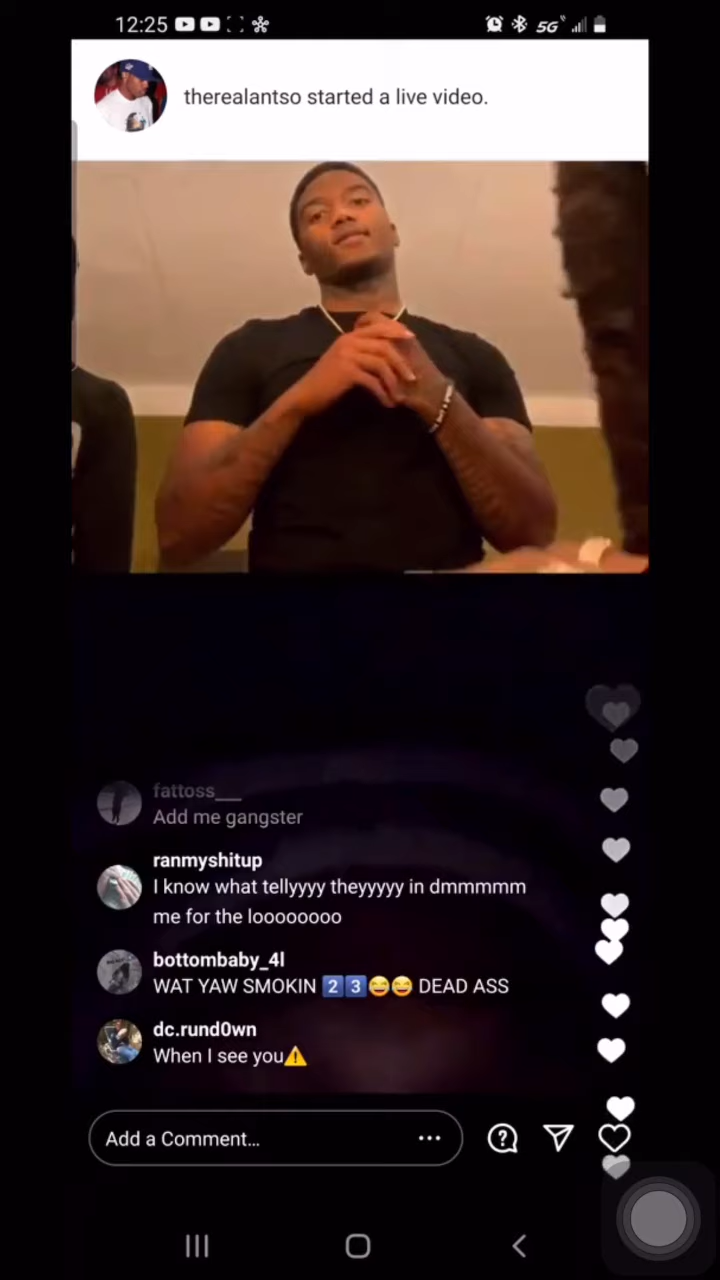 12:25 5G
therealantso started a live video.
fattoss___
Add me gangster
ranmyshitup
I know what tellyyyy theyyyyy in dmmmmm
me for the loooooooo
bottombaby_4l
WAT YAW SMOKIN 2️⃣3️⃣😂😂 DEAD ASS
dc.rund0wn
When I see you⚠️
Add a Comment...